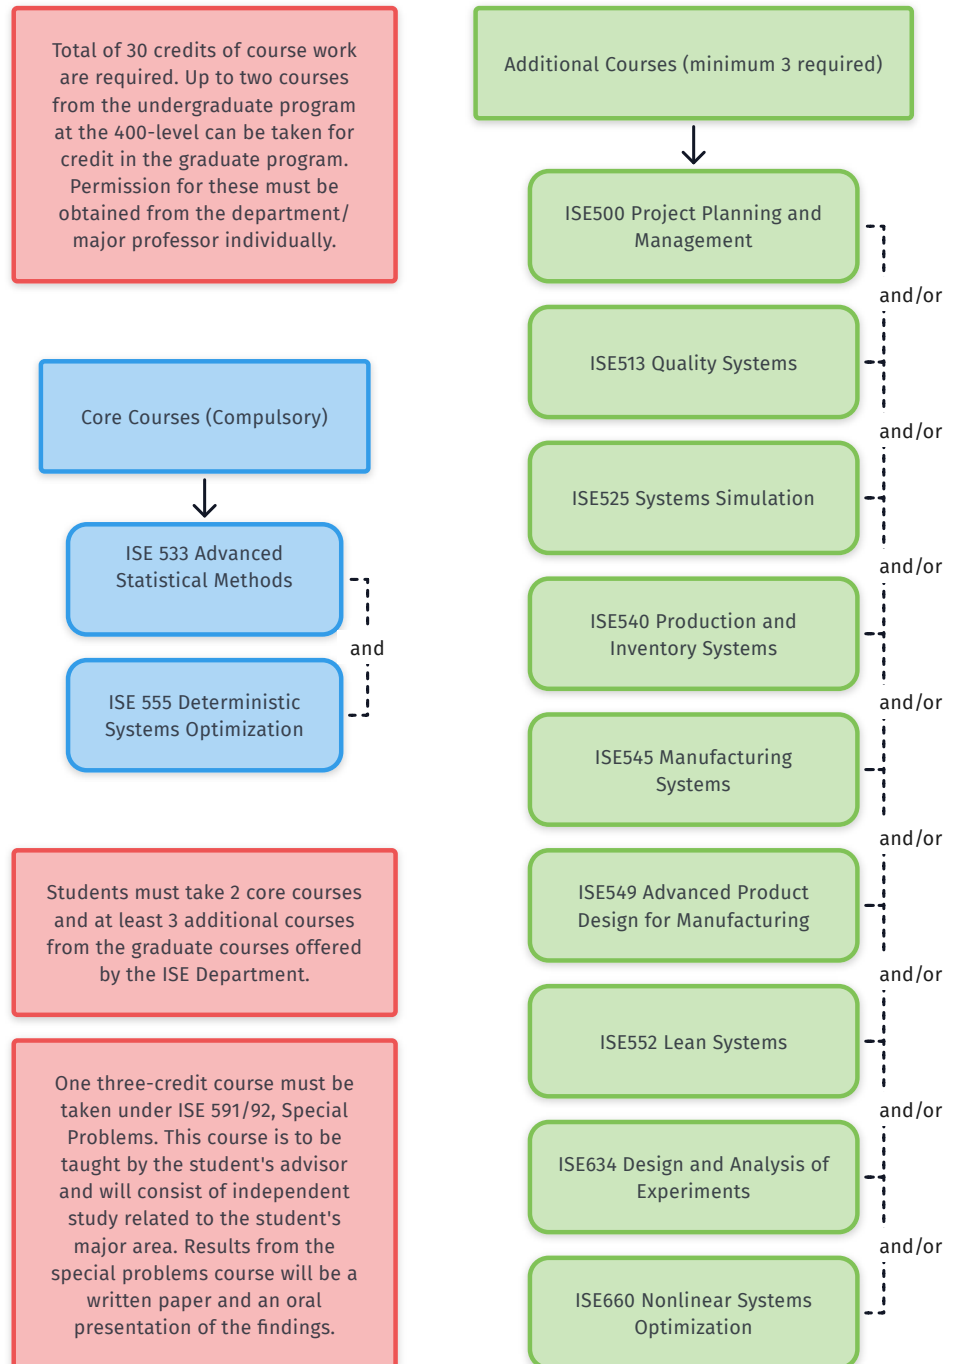 Total of 30 credits of course work
are required. Up to two courses
from the undergraduate program
at the 400-level can be taken for
credit in the graduate program.
Permission for these must be
obtained from the department/
major professor individually.
Core Courses (Compulsory)
ISE 533 Advanced
Statistical Methods
and
ISE 555 Deterministic
Systems Optimization
Students must take 2 core courses
and at least 3 additional courses
from the graduate courses offered
by the ISE Department.
One three-credit course must be
taken under ISE 591/92, Special
Problems. This course is to be
taught by the student's advisor
and will consist of independent
study related to the student's
major area. Results from the
special problems course will be a
written paper and an oral
presentation of the findings.
Additional Courses (minimum 3 required)
ISE500 Project Planning and
Management
and/or
ISE513 Quality Systems
and/or
ISE525 Systems Simulation
and/or
ISE540 Production and
Inventory Systems
and/or
ISE545 Manufacturing
Systems
and/or
ISE549 Advanced Product
Design for Manufacturing
and/or
ISE552 Lean Systems
and/or
ISE634 Design and Analysis of
Experiments
and/or
ISE660 Nonlinear Systems
Optimization